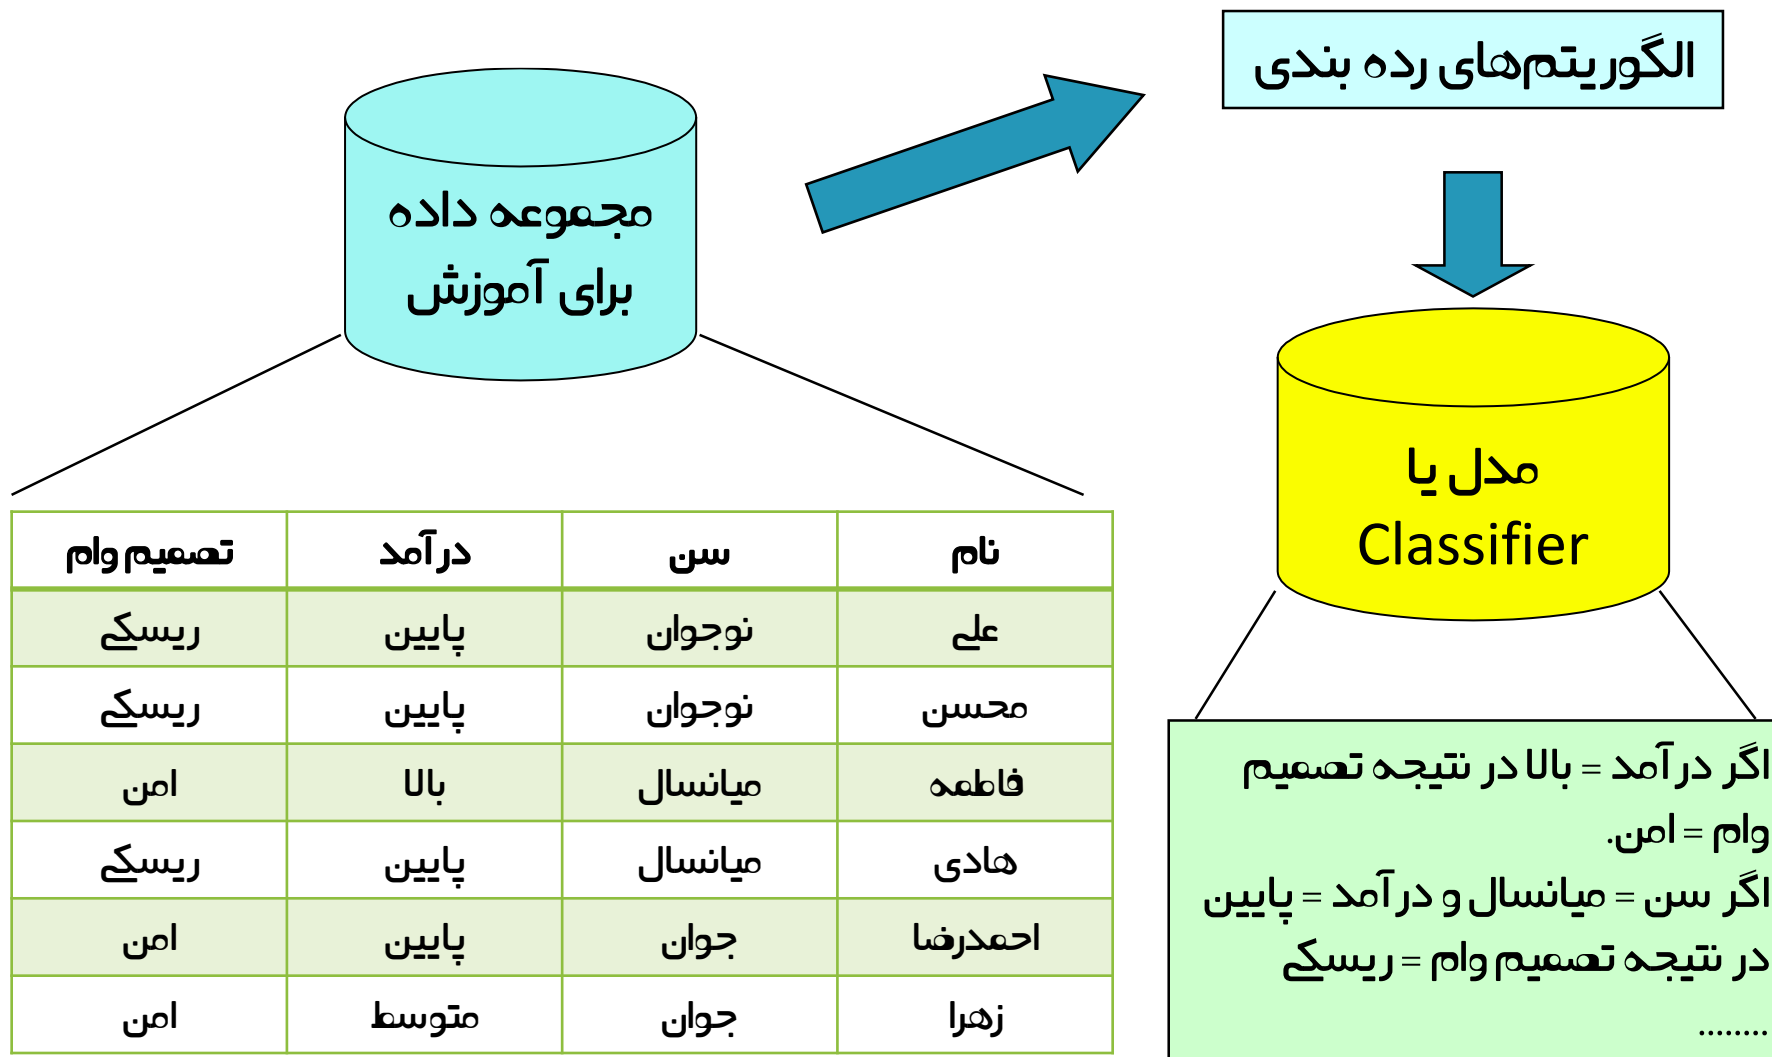 الگوریتم‌های رده بندی
مجموعه داده
برای آموزش
مدل یا
Classifier
نام سن درآمد تصمیم وام
علی نوجوان پایین ریسکی
محسن نوجوان پایین ریسکی
فاطمه میانسال بالا امن
هادی میانسال پایین ریسکی
احمدرضا جوان پایین امن
زهرا جوان متوسط امن
اگر درآمد = بالا در نتیجه تصمیم
وام = امن.
اگر سن = میانسال و درآمد = پایین
در نتیجه تصمیم وام = ریسکی
........